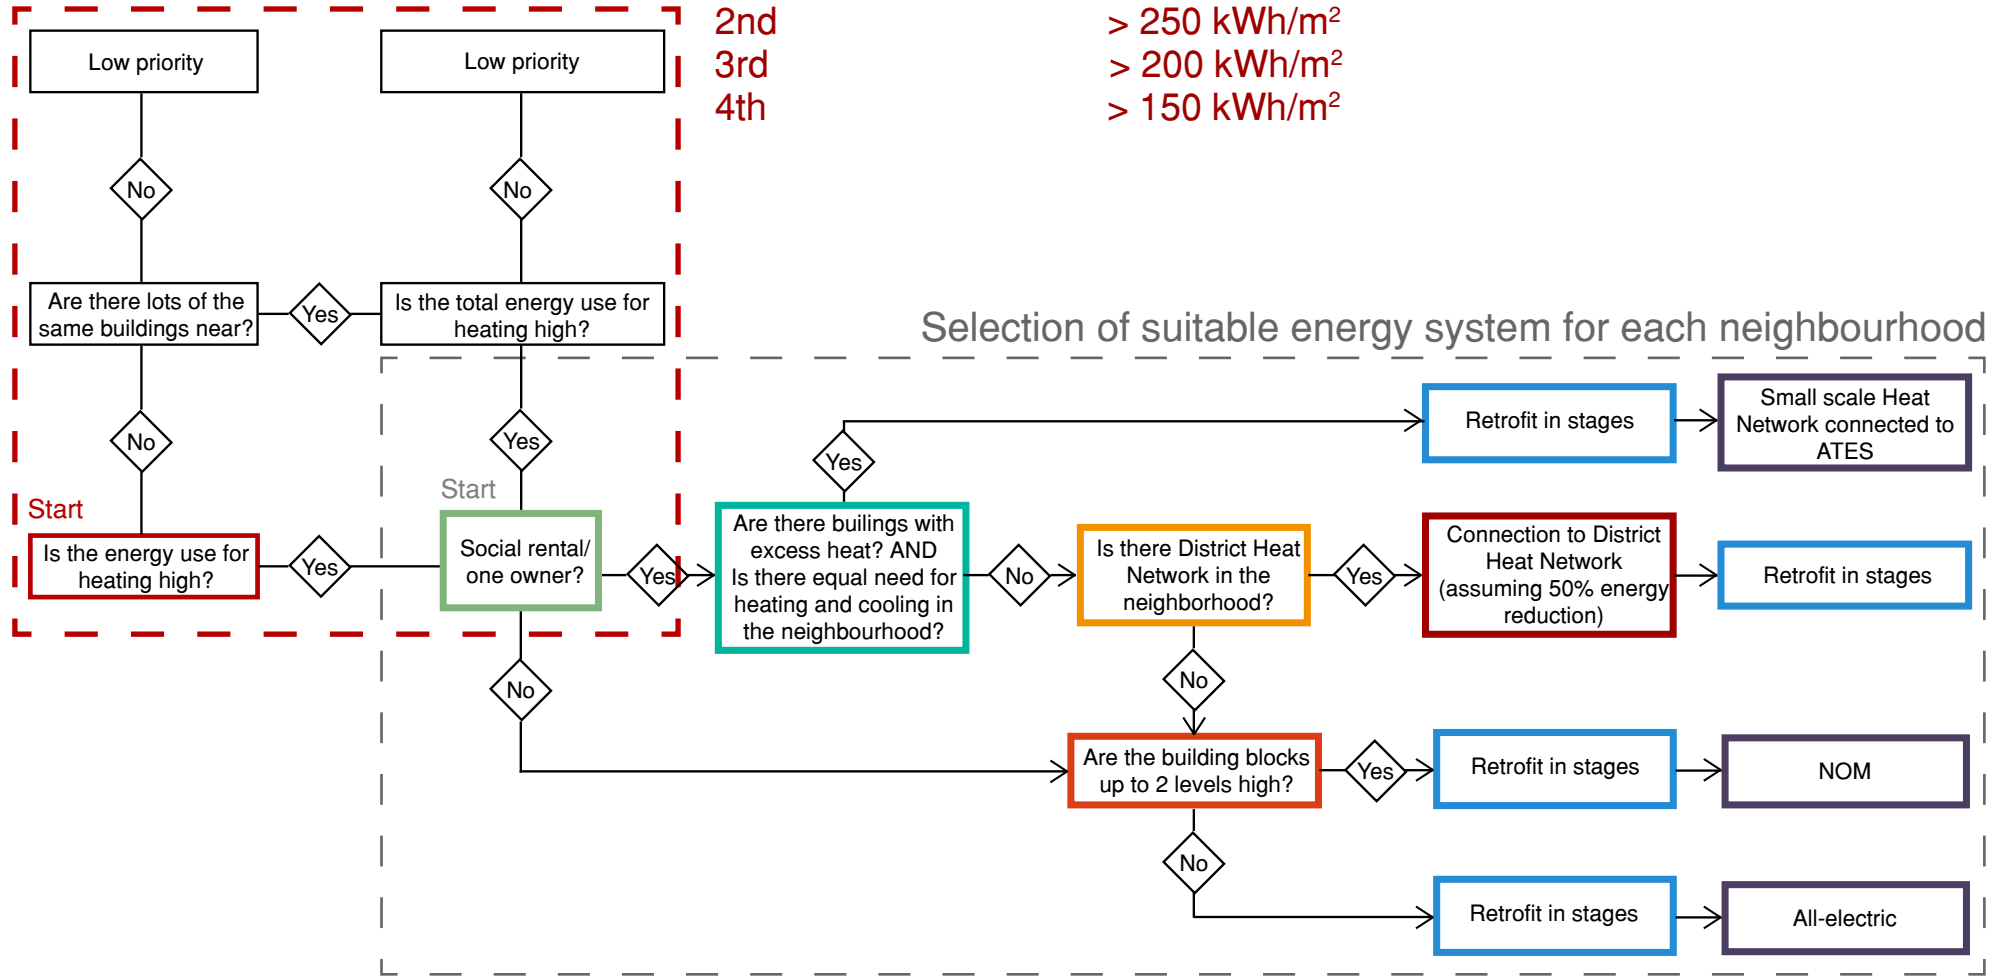 2nd > 250 kWh/m²
3rd > 200 kWh/m²
4th > 150 kWh/m²
Low priority
Low priority
No
No
Are there lots of the
same buildings near?
Yes
Is the total energy use for
heating high?
Selection of suitable energy system for each neighbourhood
No
Yes
Start
Is the energy use for
heating high?
Yes
Start
Social rental/
one owner?
Yes
No
Are there builings with
excess heat? AND
Is there equal need for
heating and cooling in
the neighbourhood?
Yes
Retrofit in stages
Small scale Heat
Network connected to
ATES
No
Is there District Heat
Network in the
neighborhood?
Yes
Connection to District
Heat Network
(assuming 50% energy
reduction)
Retrofit in stages
No
Are the building blocks
up to 2 levels high?
Yes
Retrofit in stages
NOM
No
Retrofit in stages
All-electric